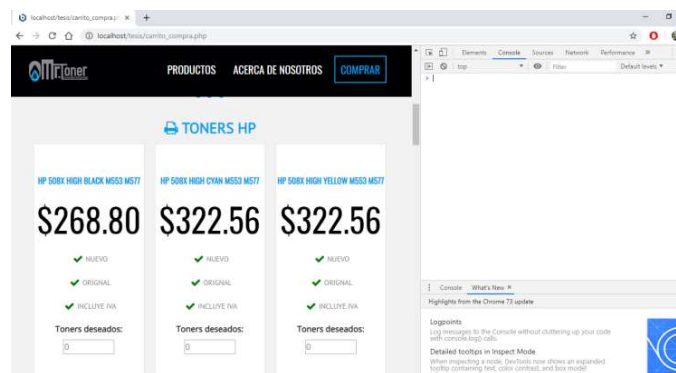 localhost/tesis/carrito_compra.p
localhost/tesis/carrito_compra.php
Mr.Toner
PRODUCTOS ACERCA DE NOSOTROS COMPRAR
TONERS HP
HP 508X HIGH BLACK M553 M577
$268.80
NUEVO
ORIGNAL
INCLUYE IVA
Toners deseados:
0
HP 508X HIGH CYAN M553 M577
$322.56
NUEVO
ORIGNAL
INCLUYE IVA
Toners deseados:
0
HP 508X HIGH YELLOW M553 M577
$322.56
NUEVO
ORIGNAL
INCLUYE IVA
Toners deseados:
0
Elements Console Sources Network Performance
top Filter Default levels
Console What's New
Highlights from the Chrome 72 update
Logpoints
Log messages to the Console without cluttering up your code
with console.log() calls.
Detailed tooltips in Inspect Mode
When inspecting a node, DevTools now shows an expanded
tooltip containing text, color contrast, and box model